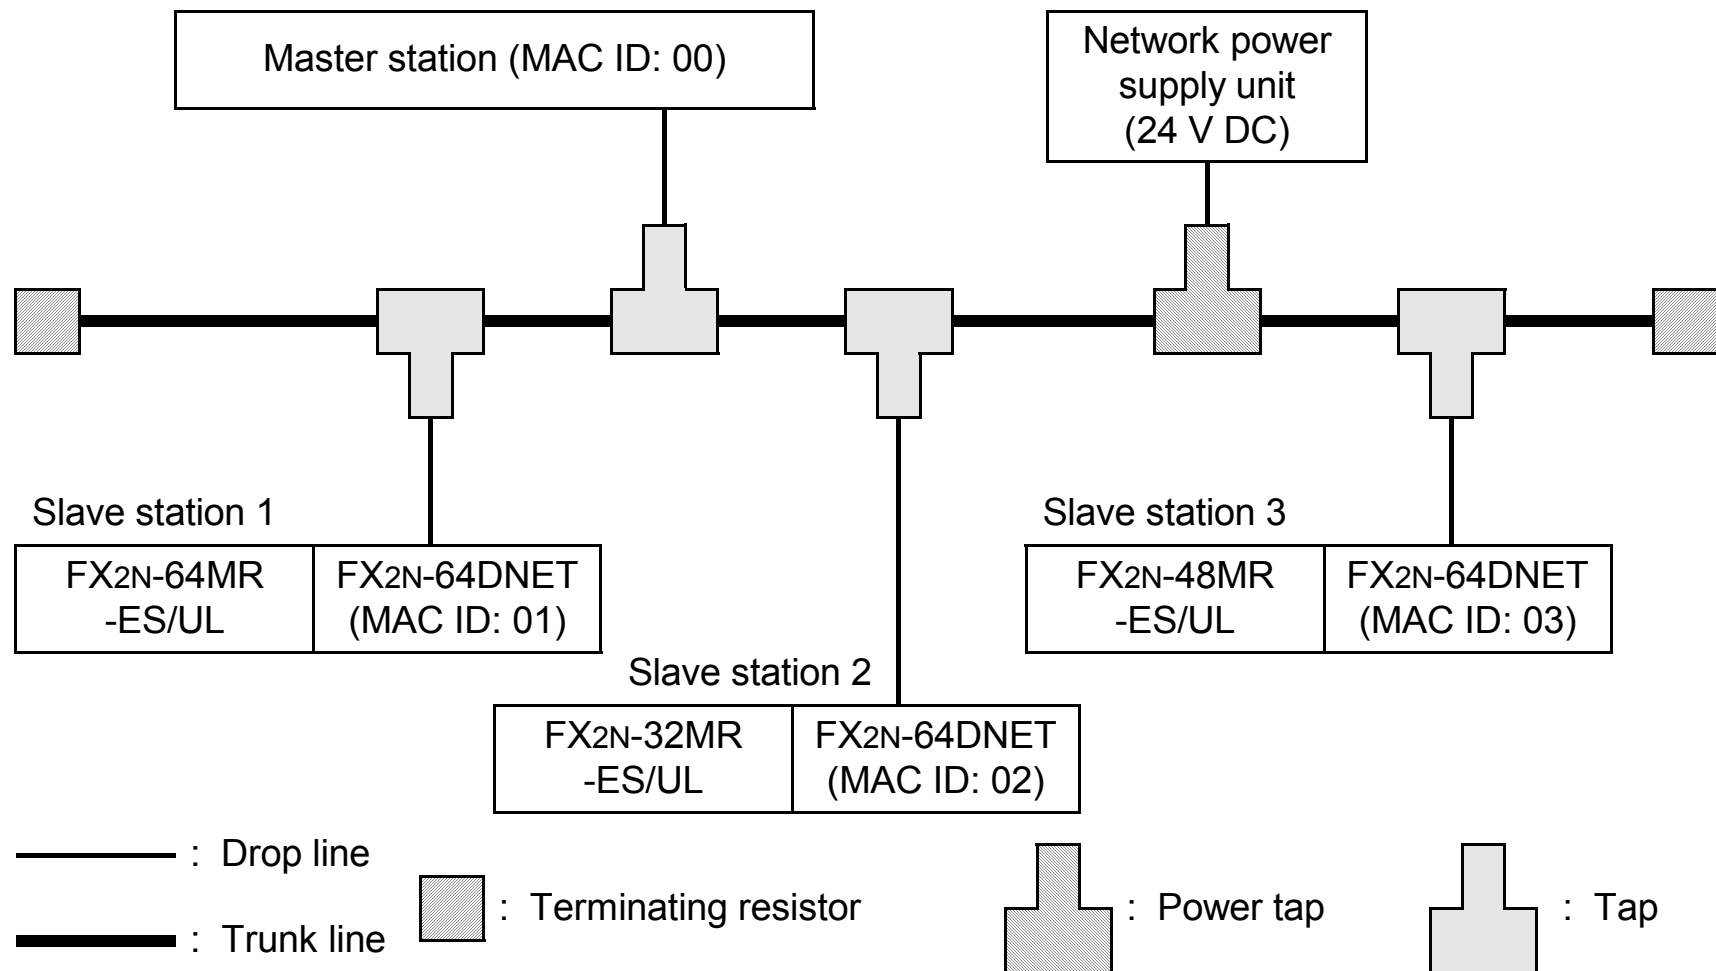 Master station (MAC ID: 00)
Network power
supply unit
(24 V DC)
Slave station 1
FX2N-64MR
-ES/UL
FX2N-64DNET
(MAC ID: 01)
Slave station 3
FX2N-48MR
-ES/UL
FX2N-64DNET
(MAC ID: 03)
Slave station 2
FX2N-32MR
-ES/UL
FX2N-64DNET
(MAC ID: 02)
: Drop line
: Trunk line
: Terminating resistor
: Power tap
: Tap